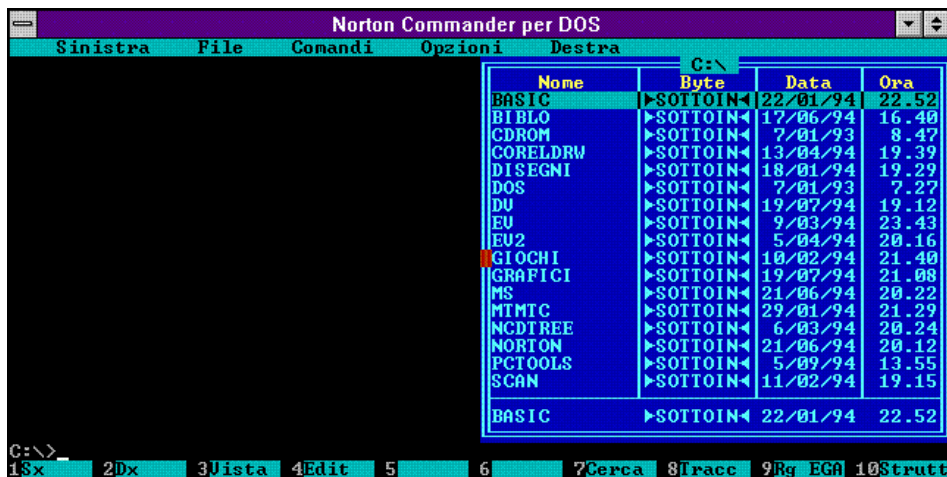 Norton Commander per DOS
Sinistra File Comandi Opzioni Destra
C:\
Nome Byte Data Ora
BASIC ►SOTTOIN◄ 22/01/94 22.52
BIBLO ►SOTTOIN◄ 17/06/94 16.40
CDROM ►SOTTOIN◄ 7/01/93 8.47
CORELDRW ►SOTTOIN◄ 13/04/94 19.39
DISEGNI ►SOTTOIN◄ 18/01/94 19.29
DOS ►SOTTOIN◄ 7/01/93 7.27
DV ►SOTTOIN◄ 19/07/94 19.12
EV ►SOTTOIN◄ 9/03/94 23.43
EV2 ►SOTTOIN◄ 5/04/94 20.16
GIOCHI ►SOTTOIN◄ 10/02/94 21.40
GRAFICI ►SOTTOIN◄ 19/07/94 21.08
MS ►SOTTOIN◄ 21/06/94 20.22
MTMTC ►SOTTOIN◄ 29/01/94 21.29
NCDTREE ►SOTTOIN◄ 6/03/94 20.24
NORTON ►SOTTOIN◄ 21/06/94 20.12
PCTOOLS ►SOTTOIN◄ 5/09/94 13.55
SCAN ►SOTTOIN◄ 11/02/94 19.15
BASIC ►SOTTOIN◄ 22/01/94 22.52
C:\>_
1Sx 2Dx 3Vista 4Edit 5 6 7Cerca 8Tracc 9Rg EGA 10Strutt